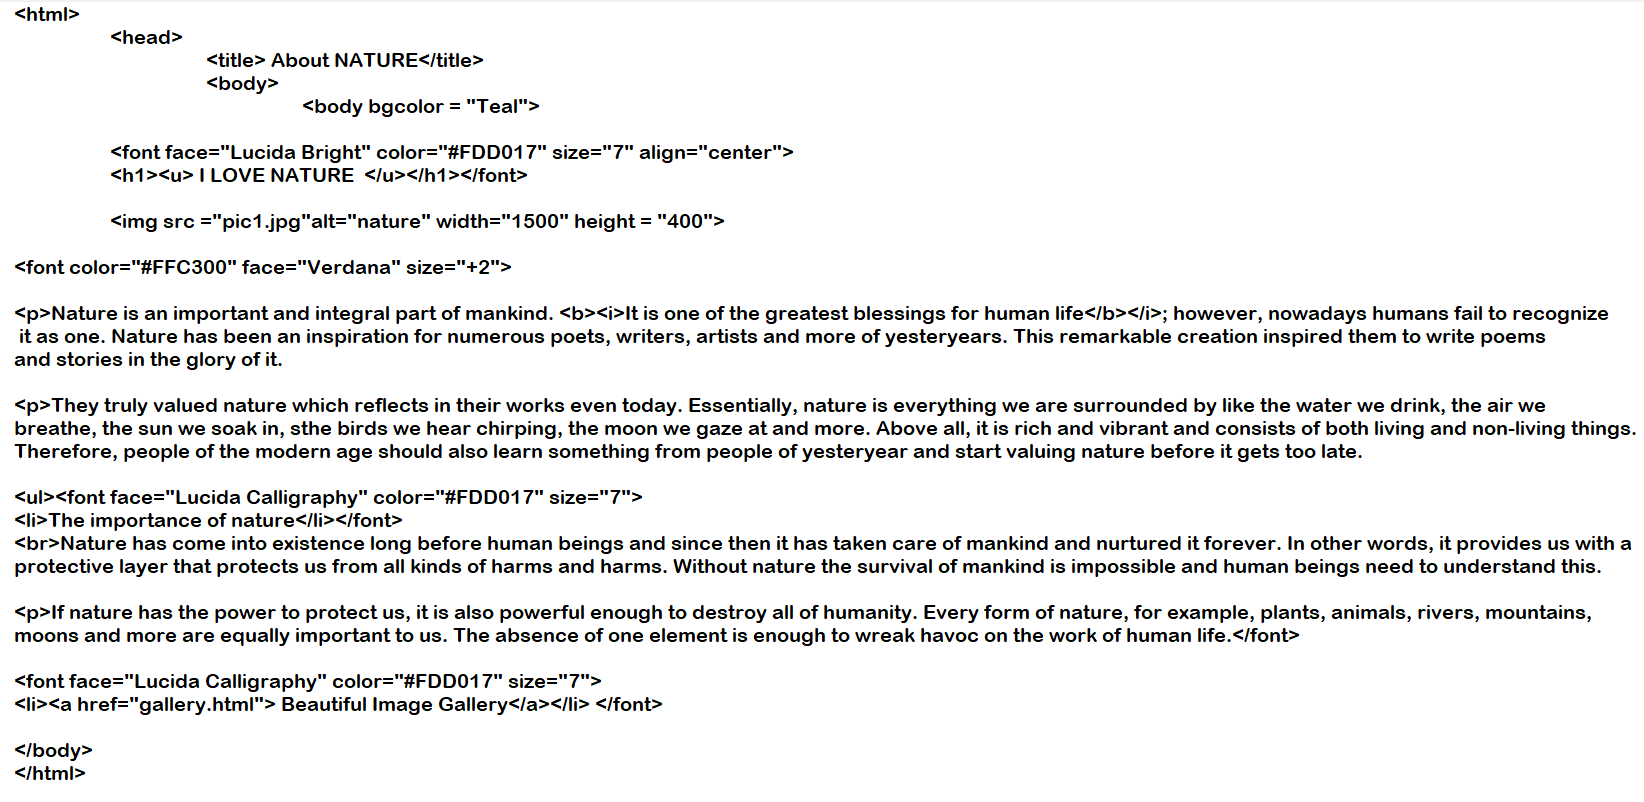 <html>
<head>
<title> About NATURE</title>
<body>
<body bgcolor = "Teal">
<font face="Lucida Bright" color="#FDD017" size="7" align="center">
<h1><u> I LOVE NATURE  </u></h1></font>
<img src ="pic1.jpg"alt="nature" width="1500" height = "400">
<font color="#FFC300" face="Verdana" size="+2">
<p>Nature is an important and integral part of mankind. <b><i>It is one of the greatest blessings for human life</b></i>; however, nowadays humans fail to recognize
it as one. Nature has been an inspiration for numerous poets, writers, artists and more of yesteryears. This remarkable creation inspired them to write poems
and stories in the glory of it.
<p>They truly valued nature which reflects in their works even today. Essentially, nature is everything we are surrounded by like the water we drink, the air we
breathe, the sun we soak in, sthe birds we hear chirping, the moon we gaze at and more. Above all, it is rich and vibrant and consists of both living and non-living things.
Therefore, people of the modern age should also learn something from people of yesteryear and start valuing nature before it gets too late.
<ul><font face="Lucida Calligraphy" color="#FDD017" size="7">
<li>The importance of nature</li></font>
<br>Nature has come into existence long before human beings and since then it has taken care of mankind and nurtured it forever. In other words, it provides us with a
protective layer that protects us from all kinds of harms and harms. Without nature the survival of mankind is impossible and human beings need to understand this.
<p>If nature has the power to protect us, it is also powerful enough to destroy all of humanity. Every form of nature, for example, plants, animals, rivers, mountains,
moons and more are equally important to us. The absence of one element is enough to wreak havoc on the work of human life.</font>
<font face="Lucida Calligraphy" color="#FDD017" size="7">
<li><a href="gallery.html"> Beautiful Image Gallery</a></li> </font>
</body>
</html>